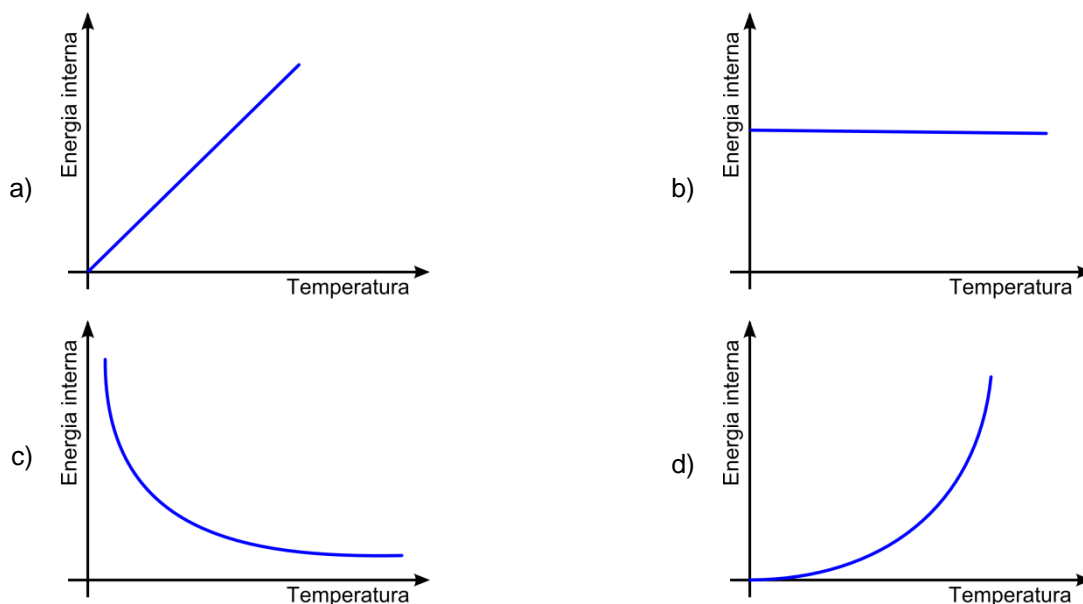 a)
Energia interna
Temperatura
b)
Energia interna
Temperatura
c)
Energia interna
Temperatura
d)
Energia interna
Temperatura